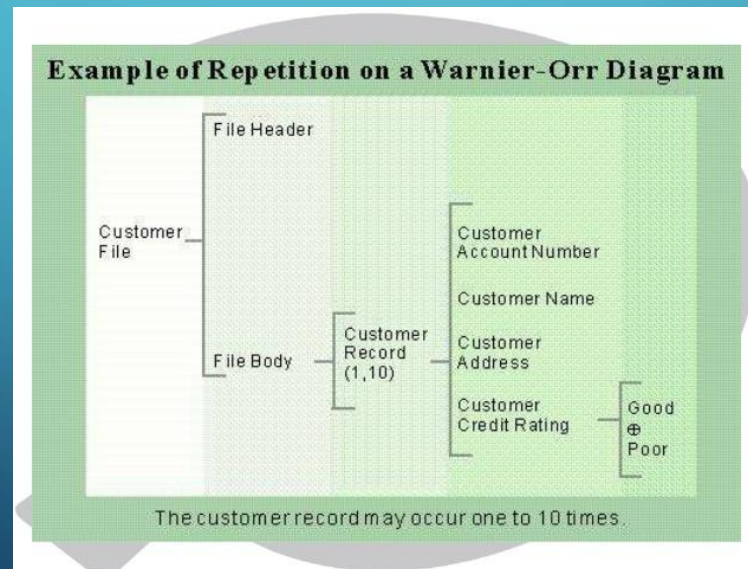 Example of Repetition on a Warnier-Orr Diagram
File Header
Customer
File
File Body
Customer
Record
(1,10)
Customer
Account Number
Customer Name
Customer
Address
Customer
Credit Rating
Good
⊕
Poor
The customer record may occur one to 10 times.